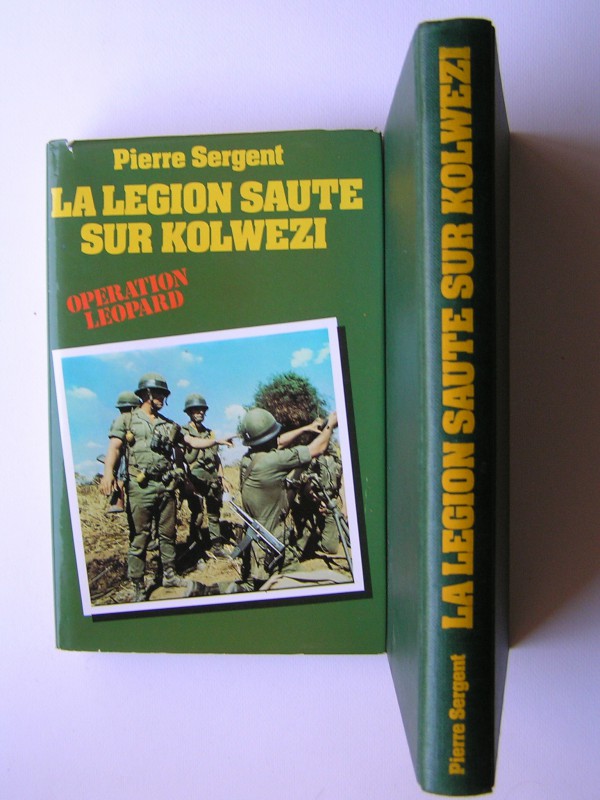 Pierre Sergent
LA LEGION SAUTE
SUR KOLWEZI
OPERATION
LEOPARD
Pierre Sergent LA LEGION SAUTE SUR KOLWEZI